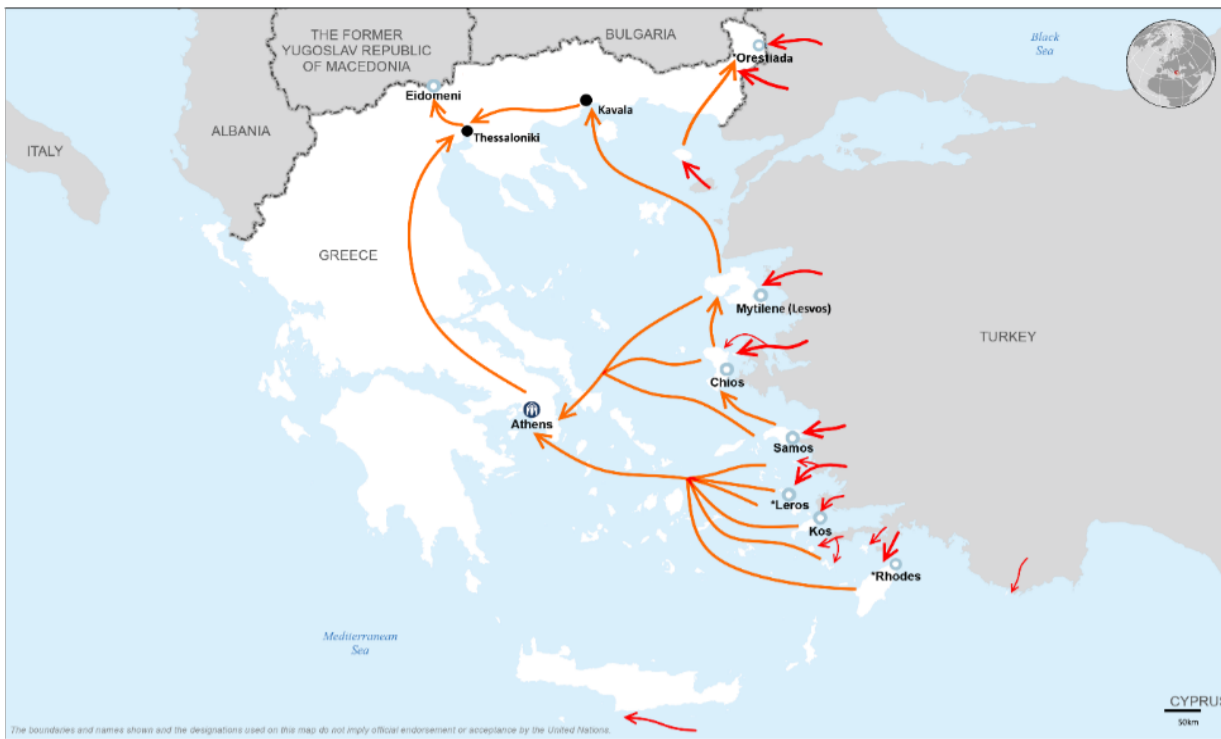 THE FORMER
YUGOSLAV REPUBLIC
OF MACEDONIA
BULGARIA
Black
Sea
*Orestiada
Eidomeni
Kavala
ALBANIA
Thessaloniki
ITALY
GREECE
Mytilene (Lesvos)
TURKEY
Chios
Athens
Samos
*Leros
Kos
*Rhodes
Mediterranean
Sea
CYPRUS
50km
The boundaries and names shown and the designations used on this map do not imply official endorsement or acceptance by the United Nations.